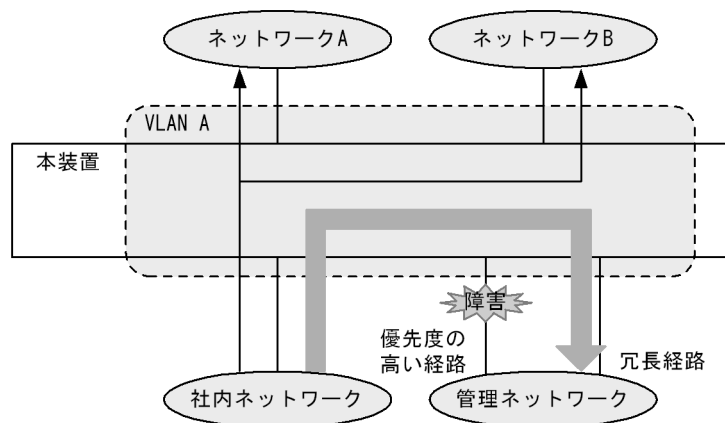 ネットワークA
ネットワークB
VLAN A
本装置
障害
優先度の
高い経路
冗長経路
社内ネットワーク
管理ネットワーク